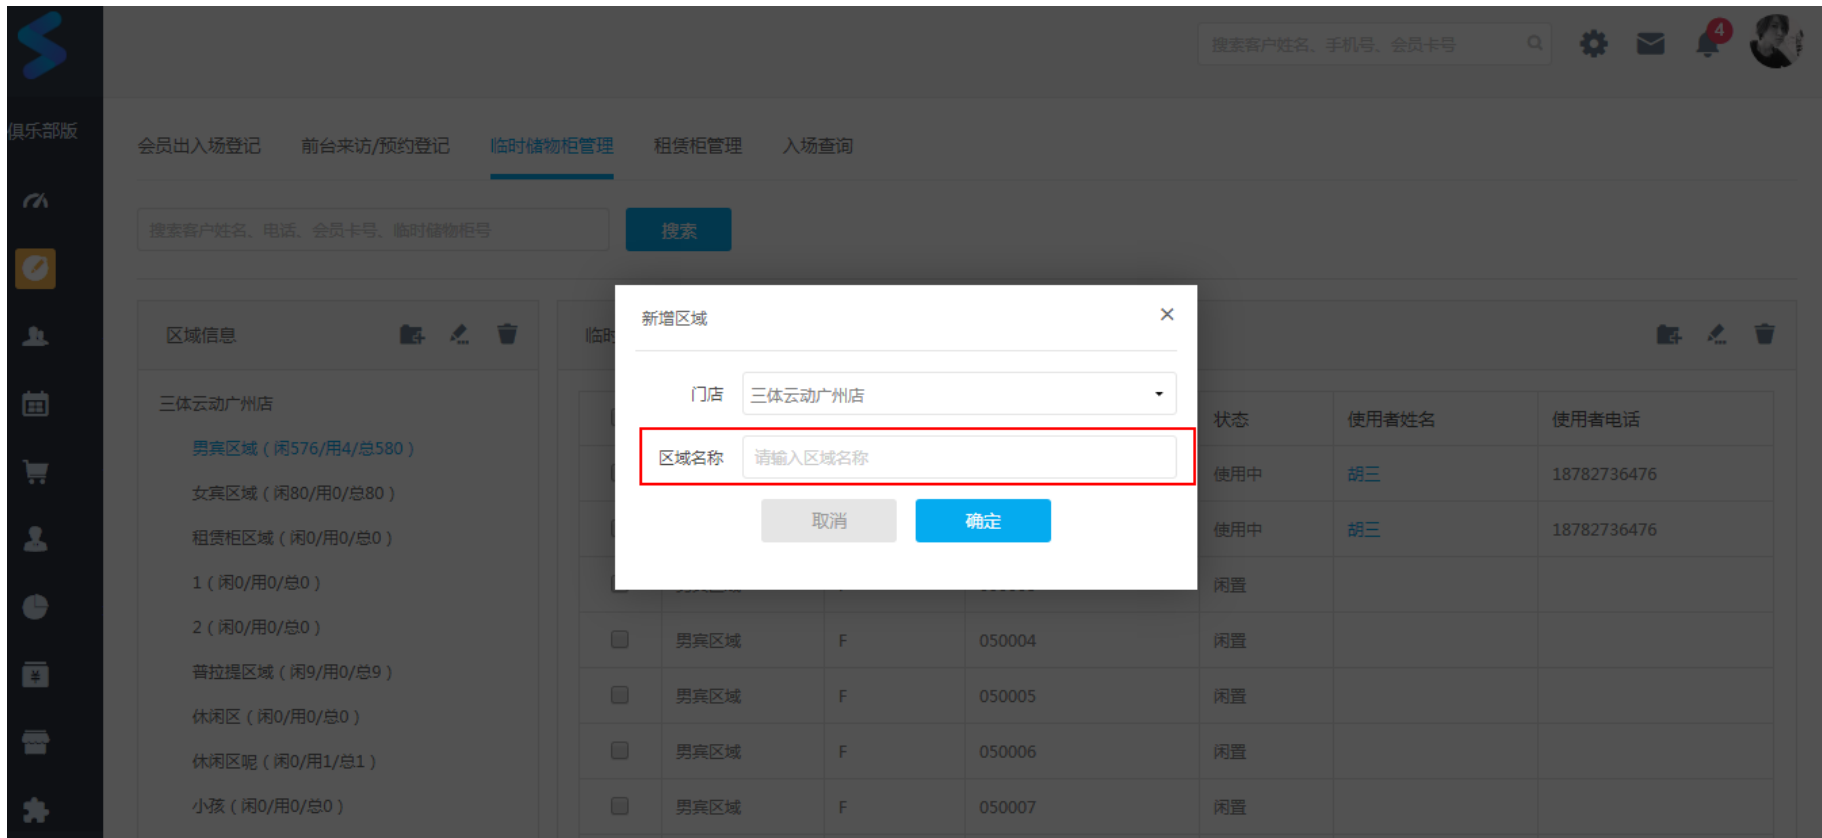 搜索客户姓名、手机号、会员卡号
4
俱乐部版
会员出入场登记 前台来访/预约登记 临时储物柜管理 租赁柜管理 入场查询
搜索客户姓名、电话、会员卡号、临时储物柜号 搜索
区域信息
三体云动广州店
男宾区域 ( 闲576/用4/总580 )
女宾区域 ( 闲80/用0/总80 )
租赁柜区域 ( 闲0/用0/总0 )
1 ( 闲0/用0/总0 )
2 ( 闲0/用0/总0 )
普拉提区域 ( 闲9/用0/总9 )
休闲区 ( 闲0/用0/总0 )
休闲区呢 ( 闲0/用1/总1 )
小孩 ( 闲0/用0/总0 )
临时
新增区域 ×
门店 三体云动广州店
区域名称 请输入区域名称
取消 确定
状态 使用者姓名 使用者电话
使用中 胡三 18782736476
使用中 胡三 18782736476
闲置
男宾区域 F 050004 闲置
男宾区域 F 050005 闲置
男宾区域 F 050006 闲置
男宾区域 F 050007 闲置